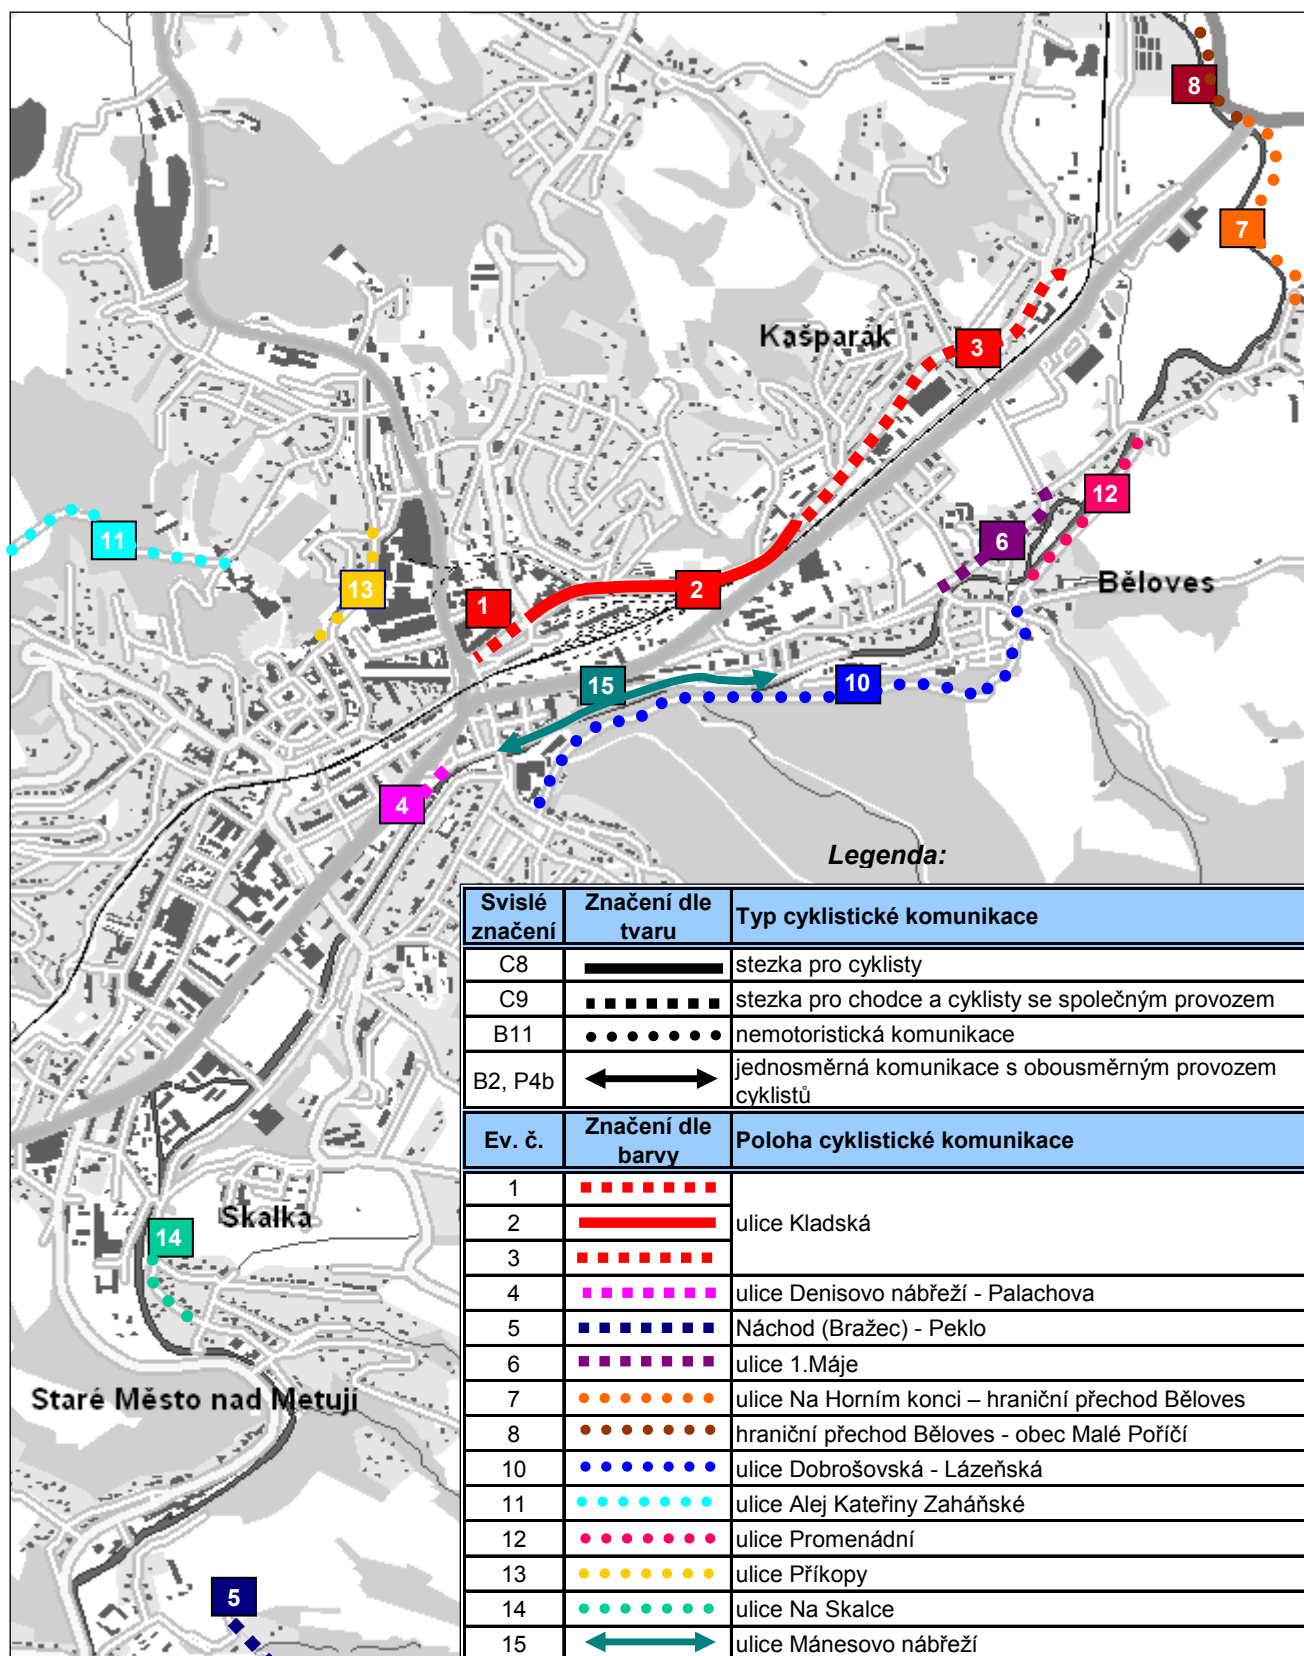 8
7
Kašparák
3
12
11
6
13
2
1
Běloves
15
10
4
Legenda:
Svislé značení
Značení dle tvaru
Typ cyklistické komunikace
C8
stezka pro cyklisty
C9
stezka pro chodce a cyklisty se společným provozem
B11
nemotoristická komunikace
B2, P4b
jednosměrná komunikace s obousměrným provozem
cyklistů
Ev. č.
Značení dle barvy
Poloha cyklistické komunikace
1
2
ulice Kladská
3
4
ulice Denisovo nábřeží - Palachova
5
Náchod (Bražec) - Peklo
6
ulice 1.Máje
7
ulice Na Horním konci – hraniční přechod Běloves
8
hraniční přechod Běloves - obec Malé Poříčí
10
ulice Dobrošovská - Lázeňská
11
ulice Alej Kateřiny Zaháňské
12
ulice Promenádní
13
ulice Příkopy
14
ulice Na Skalce
15
ulice Mánesovo nábřeží
Skalka
14
Staré Město nad Metují
5